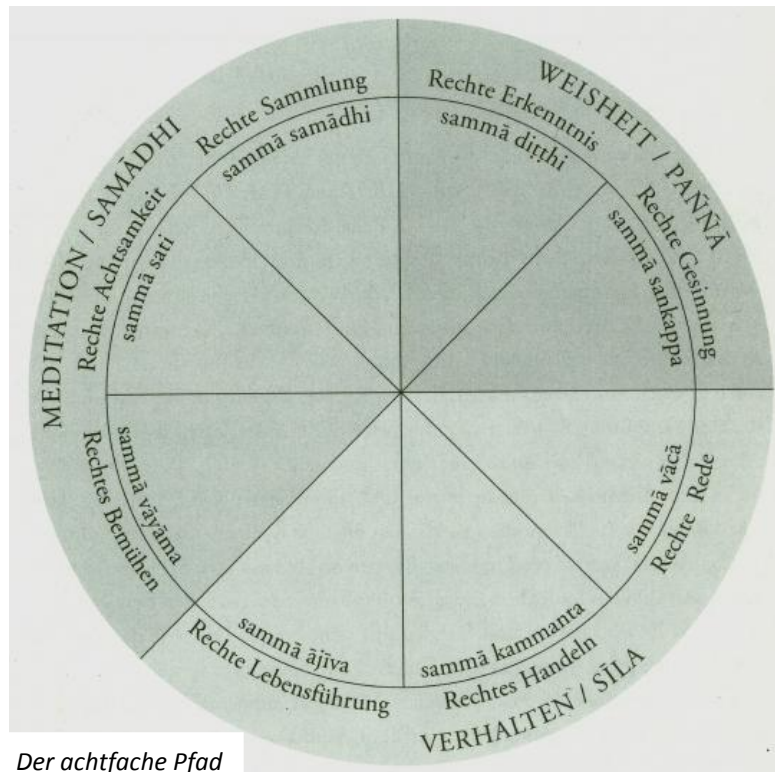 WEISHEIT / PAÑÑĀ
Rechte Erkenntnis
sammā diṭṭhi
Rechte Gesinnung
sammā sankappa
VERHALTEN / SĪLA
Rechte Rede
sammā vācā
Rechtes Handeln
sammā kammanta
Rechte Lebensführung
sammā ājīva
MEDITATION / SAMĀDHI
Rechtes Bemühen
sammā vāyāma
Rechte Achtsamkeit
sammā sati
Rechte Sammlung
sammā samādhi
Der achtfache Pfad